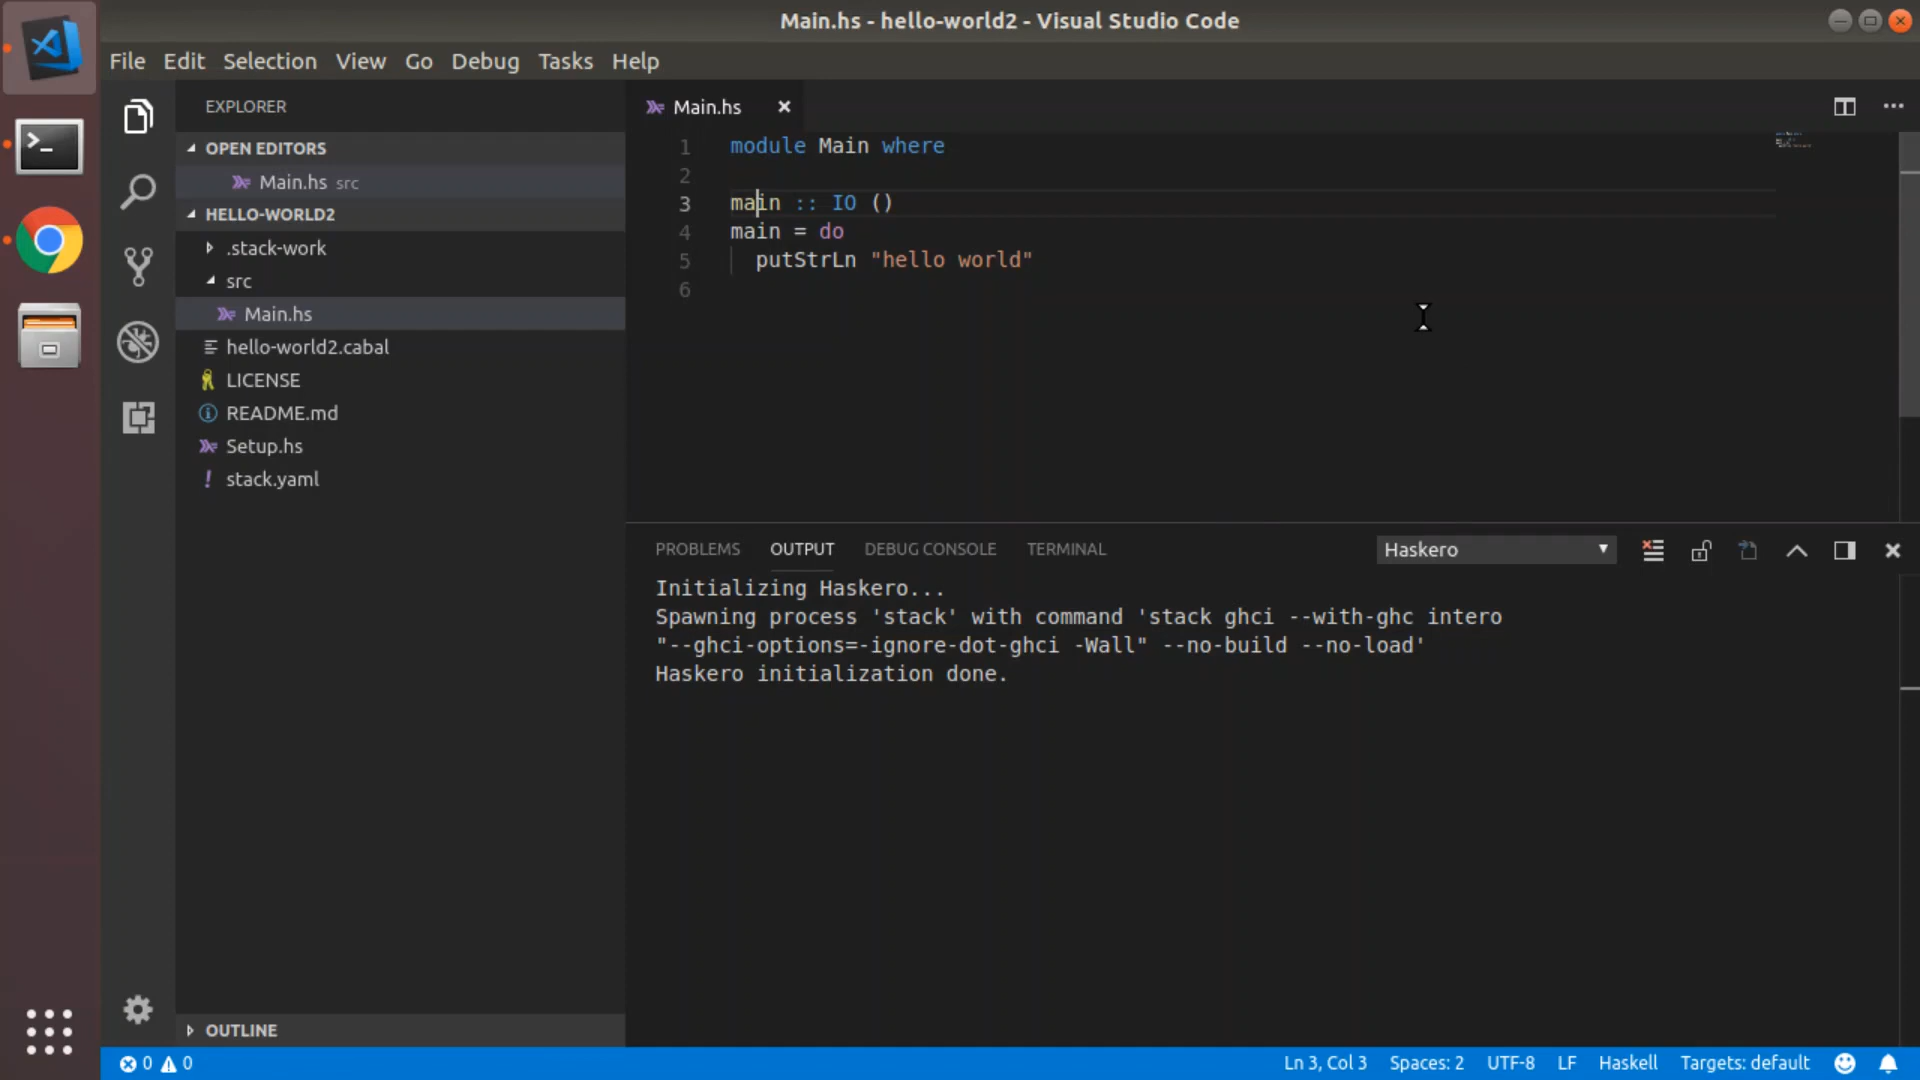 Main.hs - hello-world2 - Visual Studio Code
File Edit Selection View Go Debug Tasks Help
EXPLORER
OPEN EDITORS
Main.hs src
HELLO-WORLD2
.stack-work
src
Main.hs
hello-world2.cabal
LICENSE
README.md
Setup.hs
stack.yaml
OUTLINE
Main.hs
1 module Main where
2
3 main :: IO ()
4 main = do
5 putStrLn "hello world"
6
PROBLEMS OUTPUT DEBUG CONSOLE TERMINAL Haskero
Initializing Haskero...
Spawning process 'stack' with command 'stack ghci --with-ghc intero
"--ghci-options=-ignore-dot-ghci -Wall" --no-build --no-load'
Haskero initialization done.
0 0 Ln 3, Col 3 Spaces: 2 UTF-8 LF Haskell Targets: default